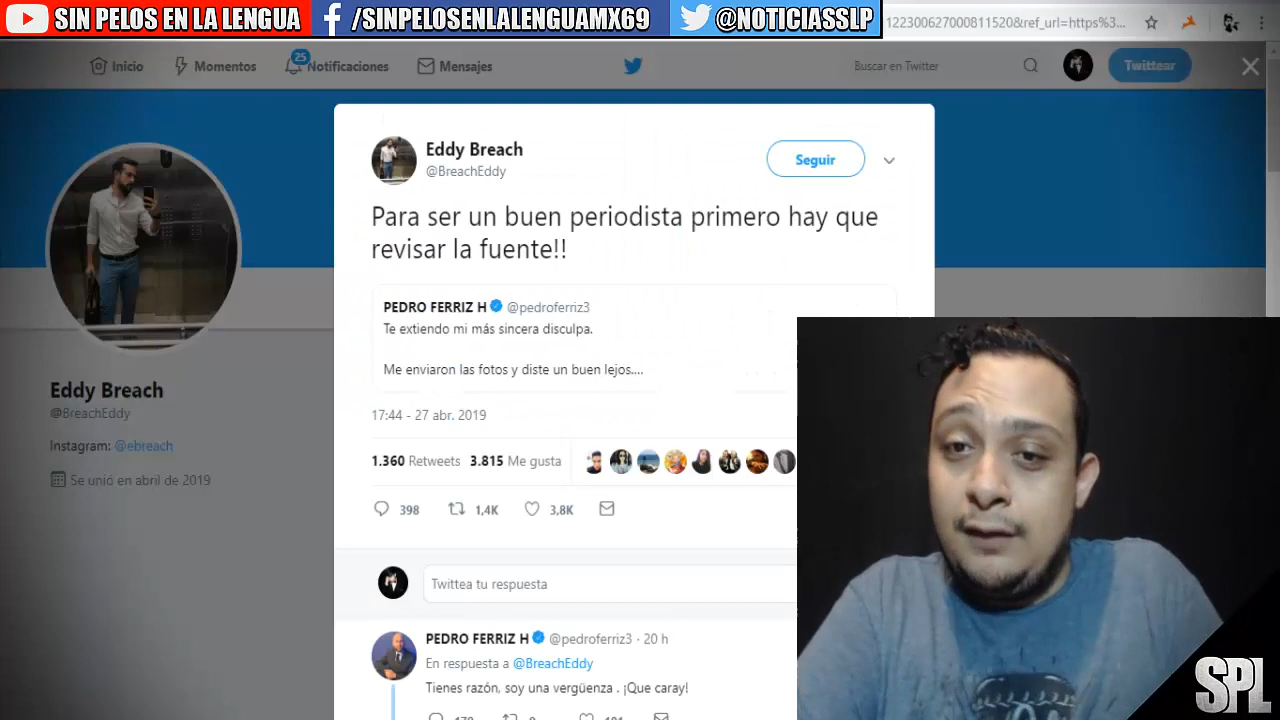 SIN PELOS EN LA LENGUA
/SINPELOSENLALENGUAMX69
@NOTICIASSLP
122300627000811520&ref_url=https%3...
Inicio
Momentos
25
Notificaciones
Mensajes
Buscar en Twitter
Twittear
Eddy Breach
@BreachEddy
Seguir
Para ser un buen periodista primero hay que
revisar la fuente!!
PEDRO FERRIZ H @pedroferriz3
Te extiendo mi más sincera disculpa.
Me enviaron las fotos y diste un buen lejos....
17:44 - 27 abr. 2019
1.360 Retweets 3.815 Me gusta
398 1,4K 3,8K
Eddy Breach
@BreachEddy
Instagram: @ebreach
Se unió en abril de 2019
Twittea tu respuesta
PEDRO FERRIZ H @pedroferriz3 · 20 h
En respuesta a @BreachEddy
Tienes razón, soy una vergüenza . ¡Que caray!
SPL